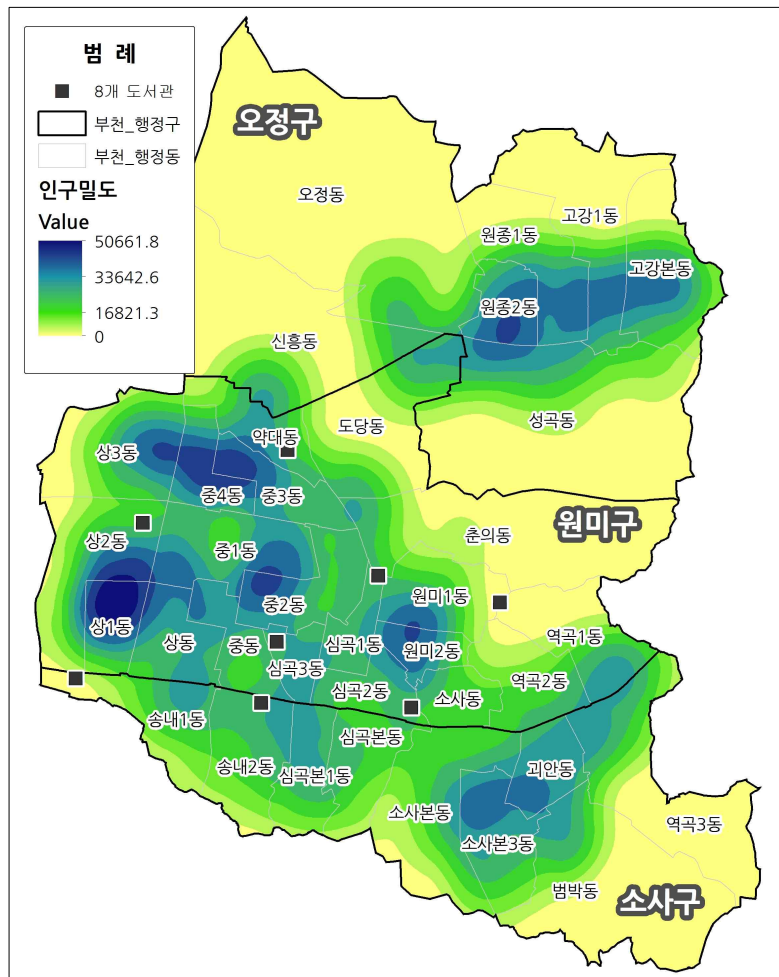 범 례
8개 도서관
부천_행정구
부천_행정동
인구밀도
Value
50661.8
33642.6
16821.3
0
오정구
오정동
고강1동
원종1동
고강본동
원종2동
신흥동
성곡동
도당동
약대동
상3동
중4동
중3동
원미구
춘의동
상2동
중1동
중2동
원미1동
상1동
상동
중동
심곡1동
원미2동
역곡1동
심곡3동
심곡2동
소사동
역곡2동
송내1동
심곡본동
송내2동
심곡본1동
괴안동
소사본동
역곡3동
소사본3동
범박동
소사구